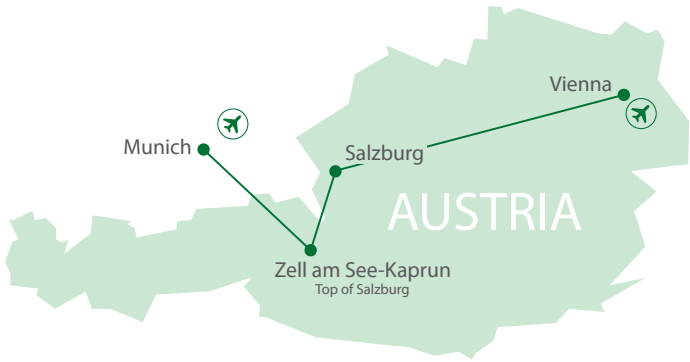 Vienna
Munich
Salzburg
AUSTRIA
Zell am See-Kaprun
Top of Salzburg